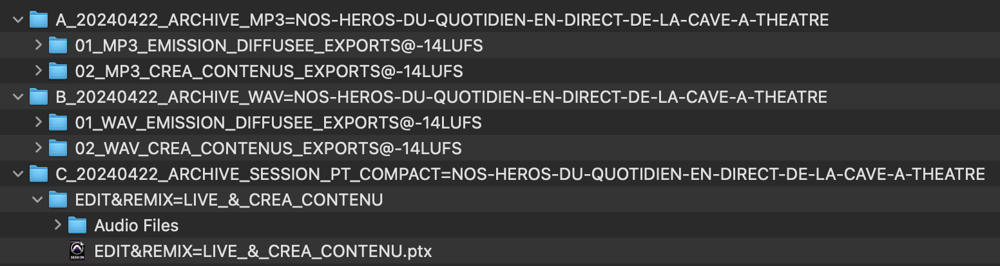 A_20240422_ARCHIVE_MP3=NOS-HEROS-DU-QUOTIDIEN-EN-DIRECT-DE-LA-CAVE-A-THEATRE
01_MP3_EMISSION_DIFFUSEE_EXPORTS@-14LUFS
02_MP3_CREA_CONTENUS_EXPORTS@-14LUFS
B_20240422_ARCHIVE_WAV=NOS-HEROS-DU-QUOTIDIEN-EN-DIRECT-DE-LA-CAVE-A-THEATRE
01_WAV_EMISSION_DIFFUSEE_EXPORTS@-14LUFS
02_WAV_CREA_CONTENUS_EXPORTS@-14LUFS
C_20240422_ARCHIVE_SESSION_PT_COMPACT=NOS-HEROS-DU-QUOTIDIEN-EN-DIRECT-DE-LA-CAVE-A-THEATRE
EDIT&REMIX=LIVE_&_CREA_CONTENU
Audio Files
SESSION
EDIT&REMIX=LIVE_&_CREA_CONTENU.ptx